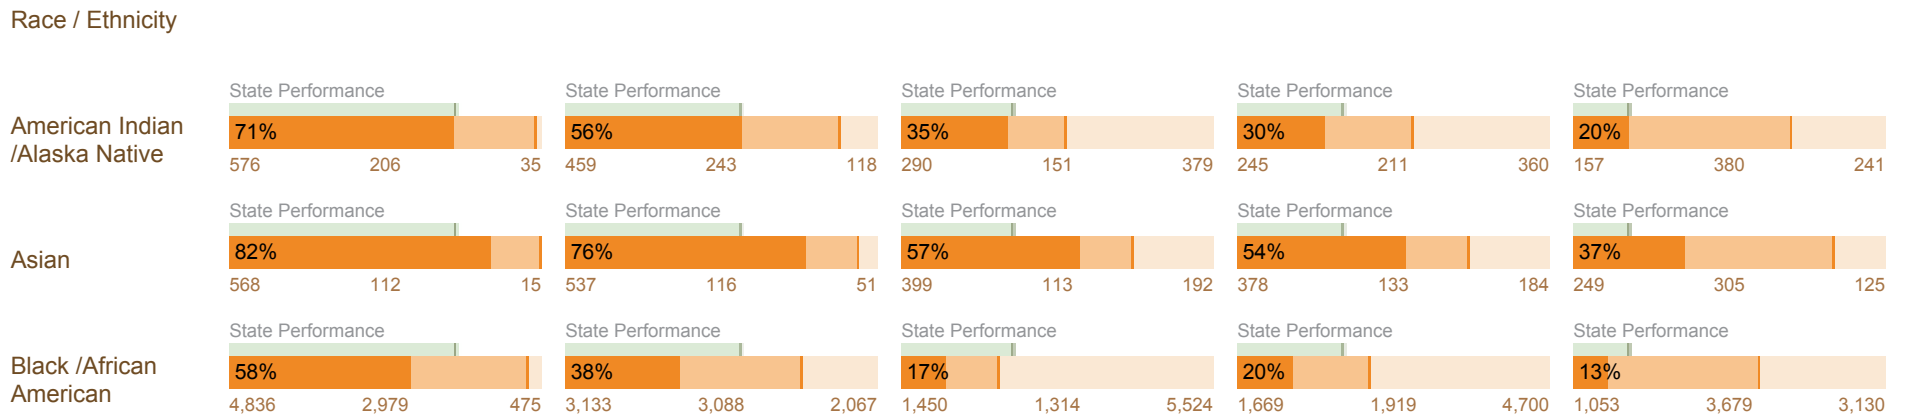 Race / Ethnicity
State Performance State Performance State Performance State Performance State Performance
American Indian
/Alaska Native
71% 56% 35% 30% 20%
576 206 35 459 243 118 290 151 379 245 211 360 157 380 241
State Performance State Performance State Performance State Performance State Performance
Asian
82% 76% 57% 54% 37%
568 112 15 537 116 51 399 113 192 378 133 184 249 305 125
State Performance State Performance State Performance State Performance State Performance
Black /African
American
58% 38% 17% 20% 13%
4,836 2,979 475 3,133 3,088 2,067 1,450 1,314 5,524 1,669 1,919 4,700 1,053 3,679 3,130